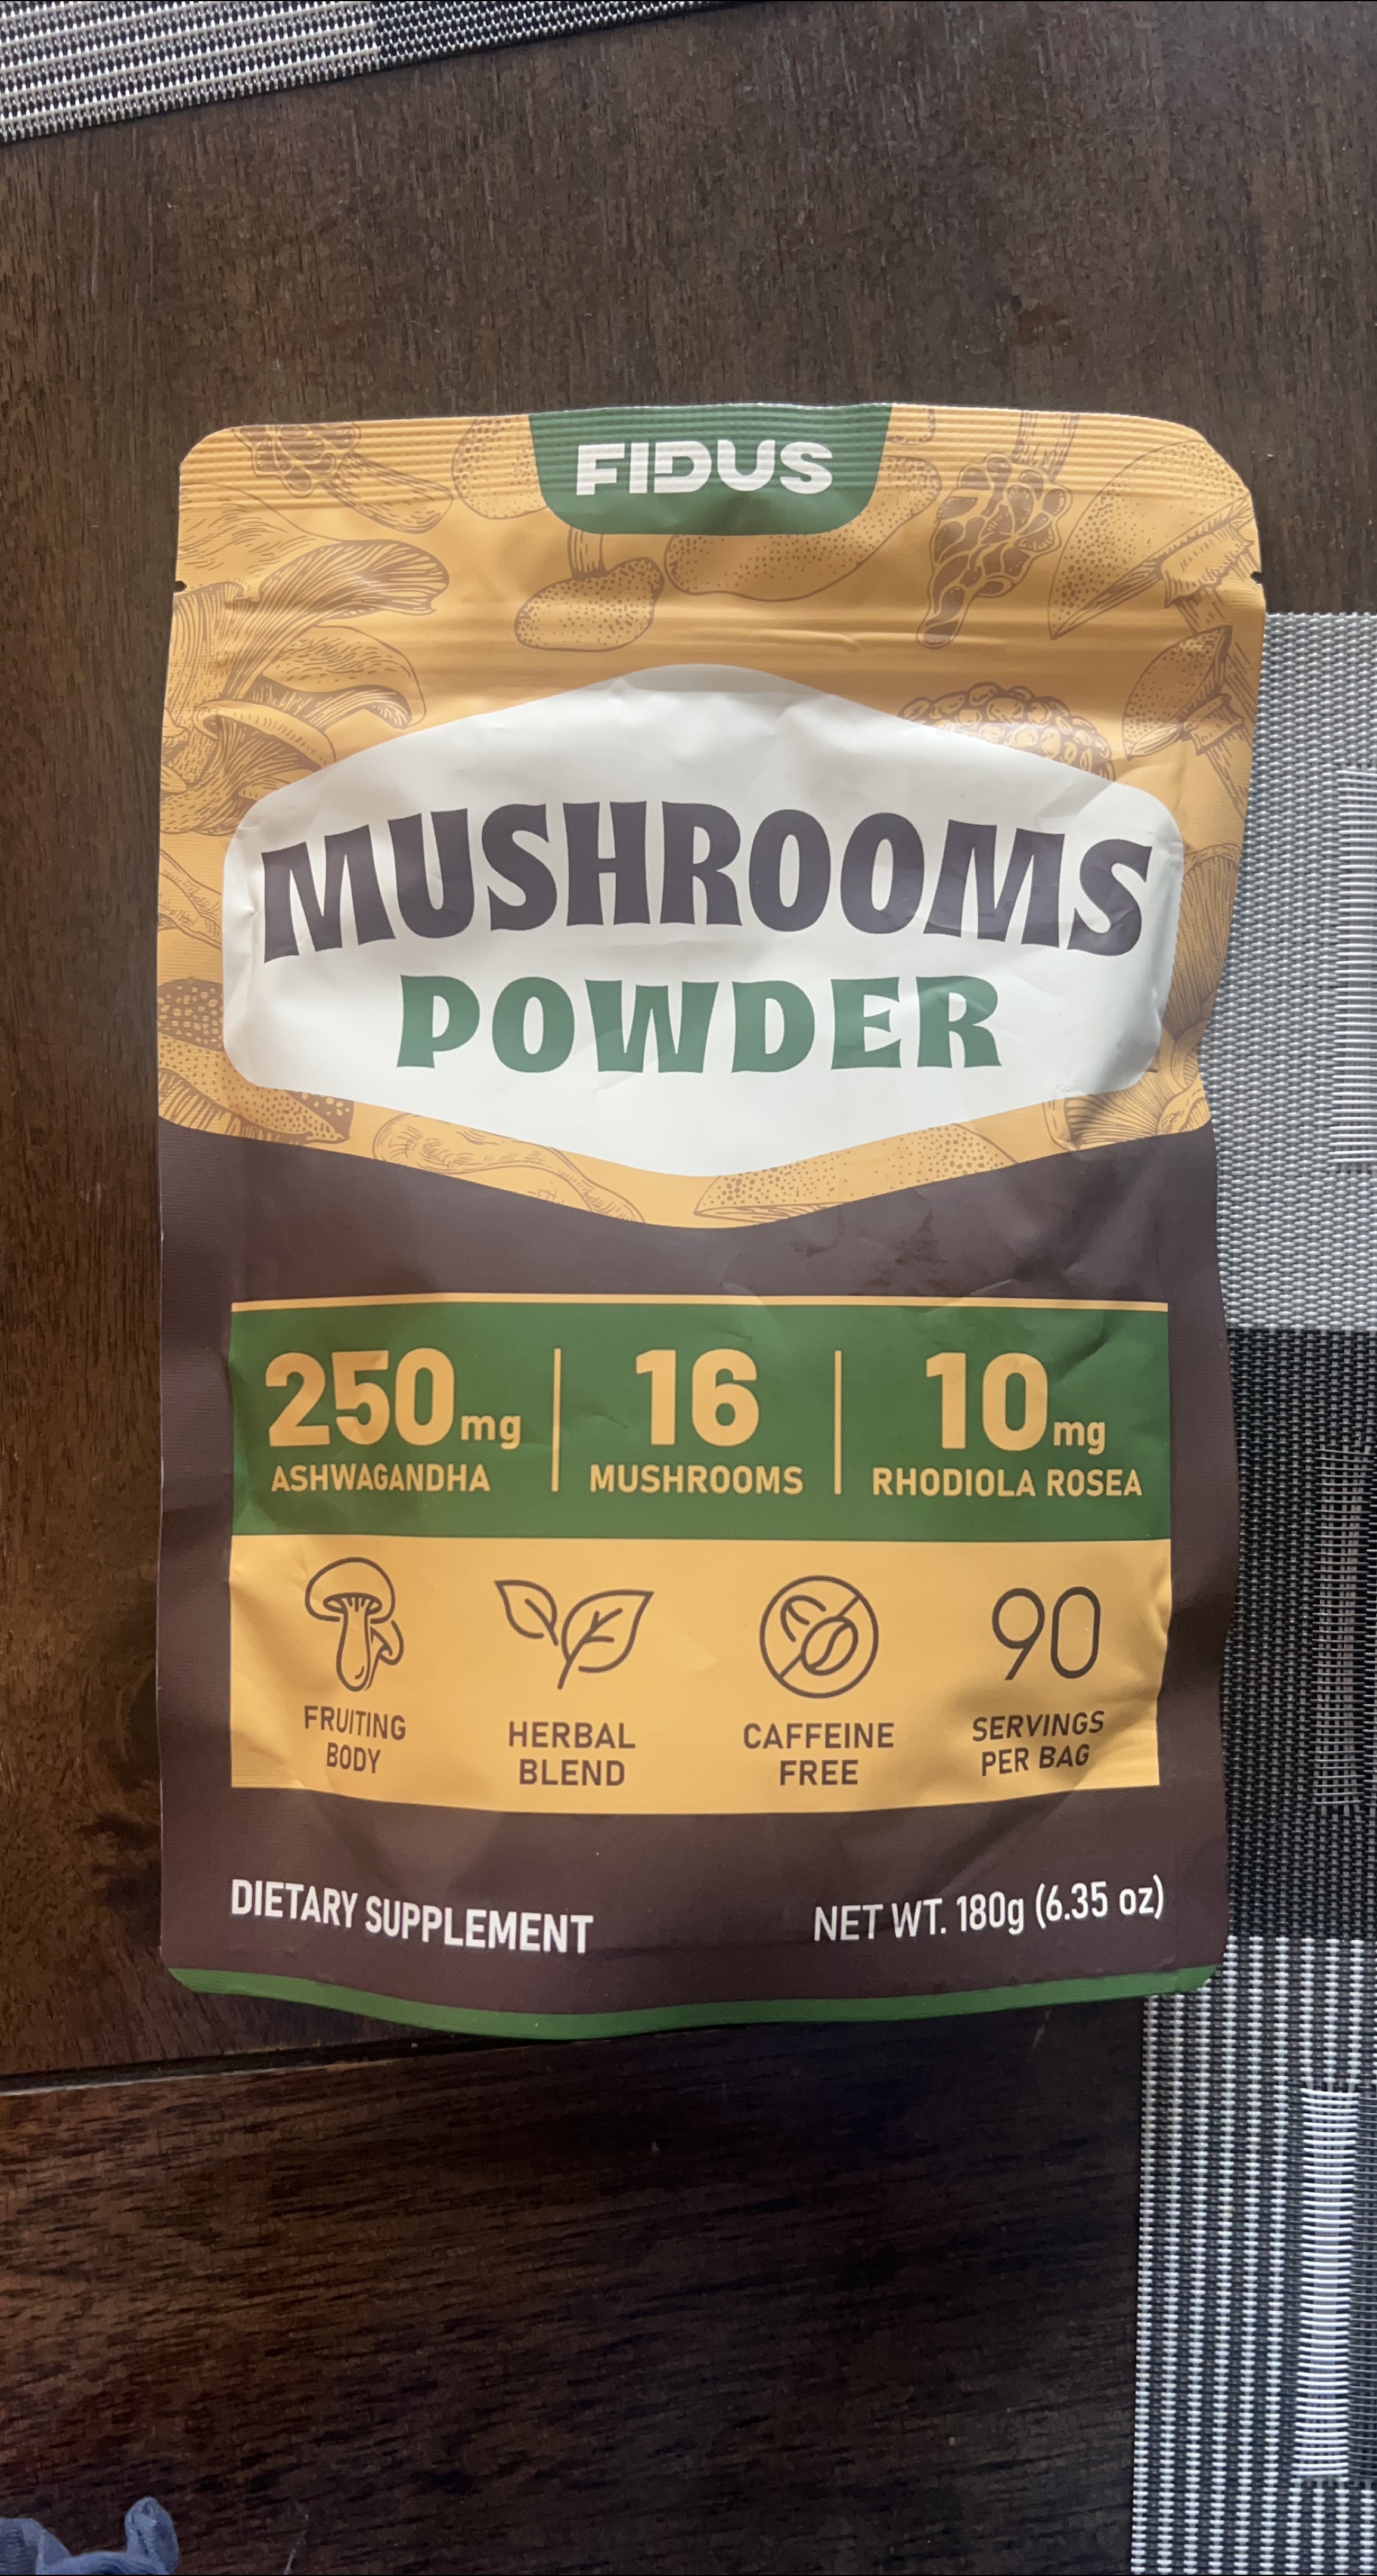 FIDUS
MUSHROOMS
POWDER
250mg
ASHWAGANDHA
16
MUSHROOMS
10mg
RHODIOLA ROSEA
FRUITING
BODY
HERBAL
BLEND
CAFFEINE
FREE
90
SERVINGS
PER BAG
DIETARY SUPPLEMENT
NET WT. 180g (6.35 oz)